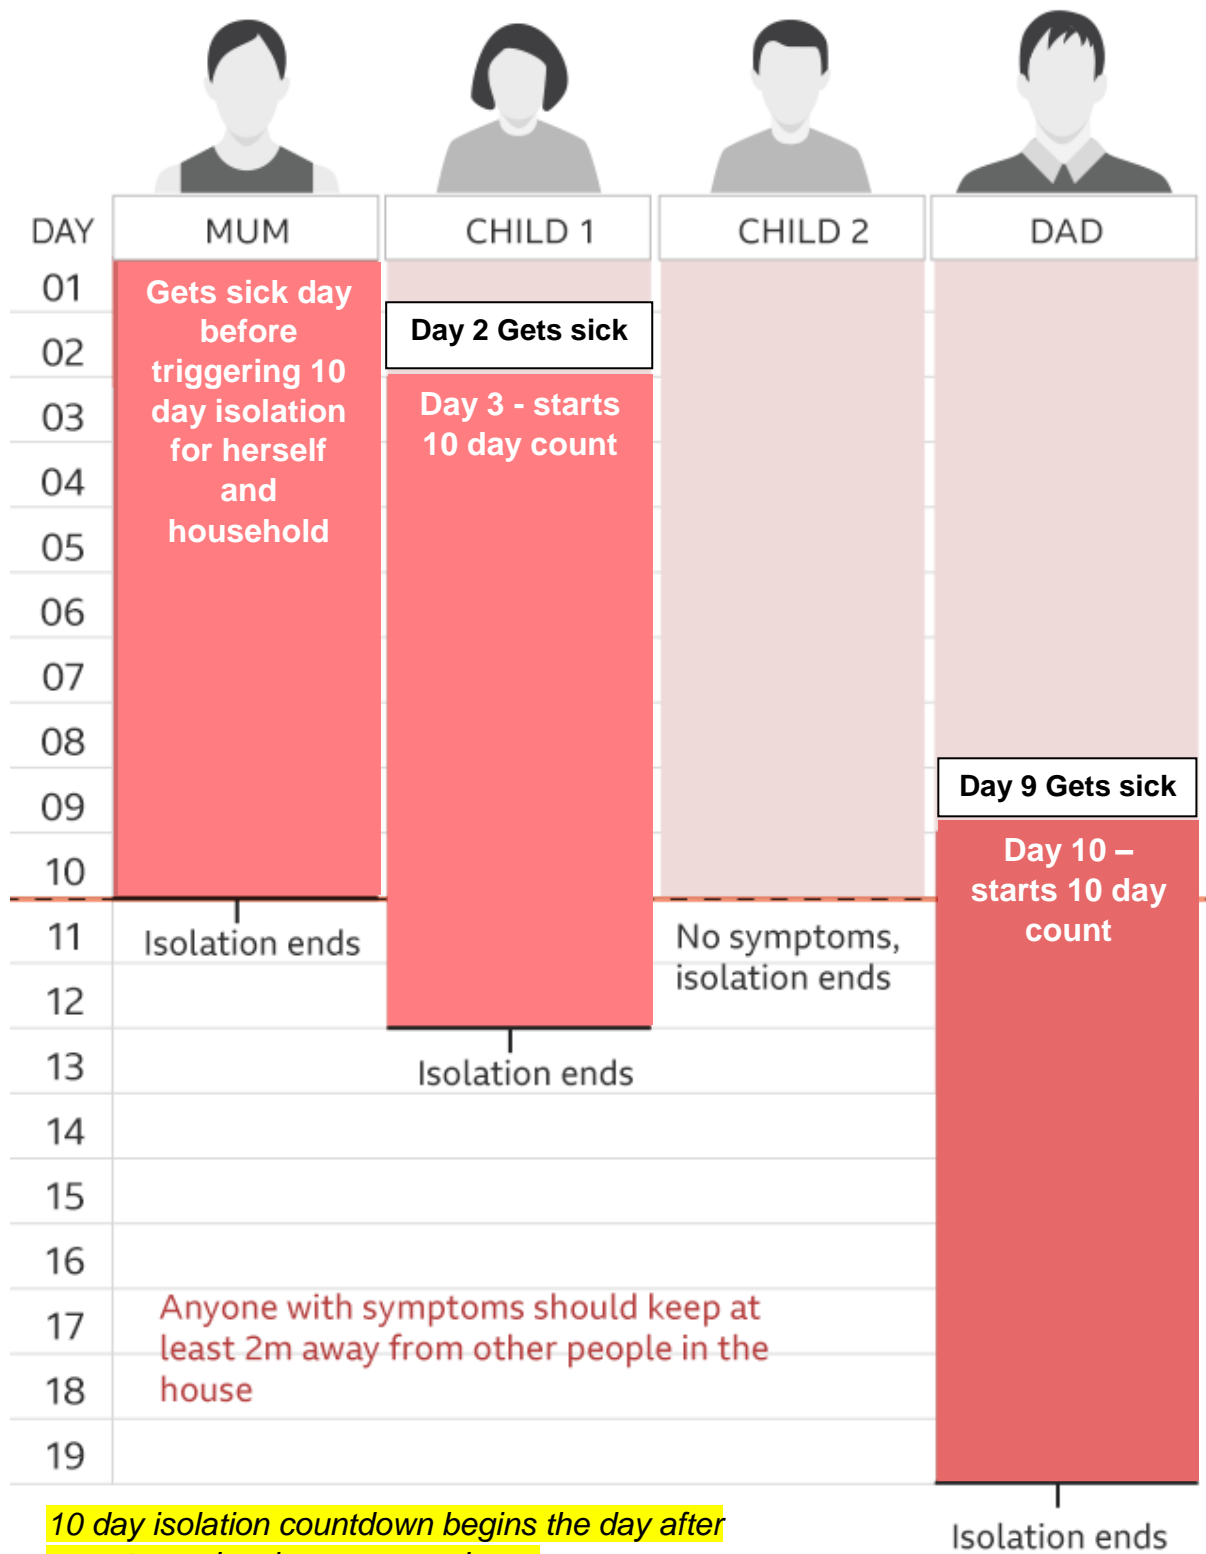 DAY MUM CHILD 1 CHILD 2 DAD
01
02
03
04
05
06
07
08
09
10
11
12
13
14
15
16
17
18
19
Gets sick day
before
triggering 10
day isolation
for herself
and
household
Isolation ends
Day 2 Gets sick
Day 3 - starts
10 day count
Isolation ends
No symptoms,
isolation ends
Day 9 Gets sick
Day 10 –
starts 10 day
count
Isolation ends
Anyone with symptoms should keep at
least 2m away from other people in the
house
10 day isolation countdown begins the day after